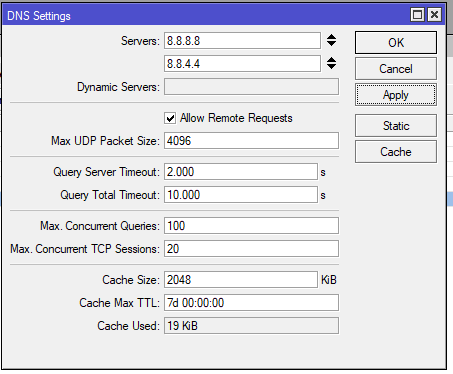 DNS Settings
Servers: 8.8.8.8
8.8.4.4
Dynamic Servers:
Allow Remote Requests
Max UDP Packet Size: 4096
Query Server Timeout: 2.000 s
Query Total Timeout: 10.000 s
Max. Concurrent Queries: 100
Max. Concurrent TCP Sessions: 20
Cache Size: 2048 KiB
Cache Max TTL: 7d 00:00:00
Cache Used: 19 KiB
OK
Cancel
Apply
Static
Cache